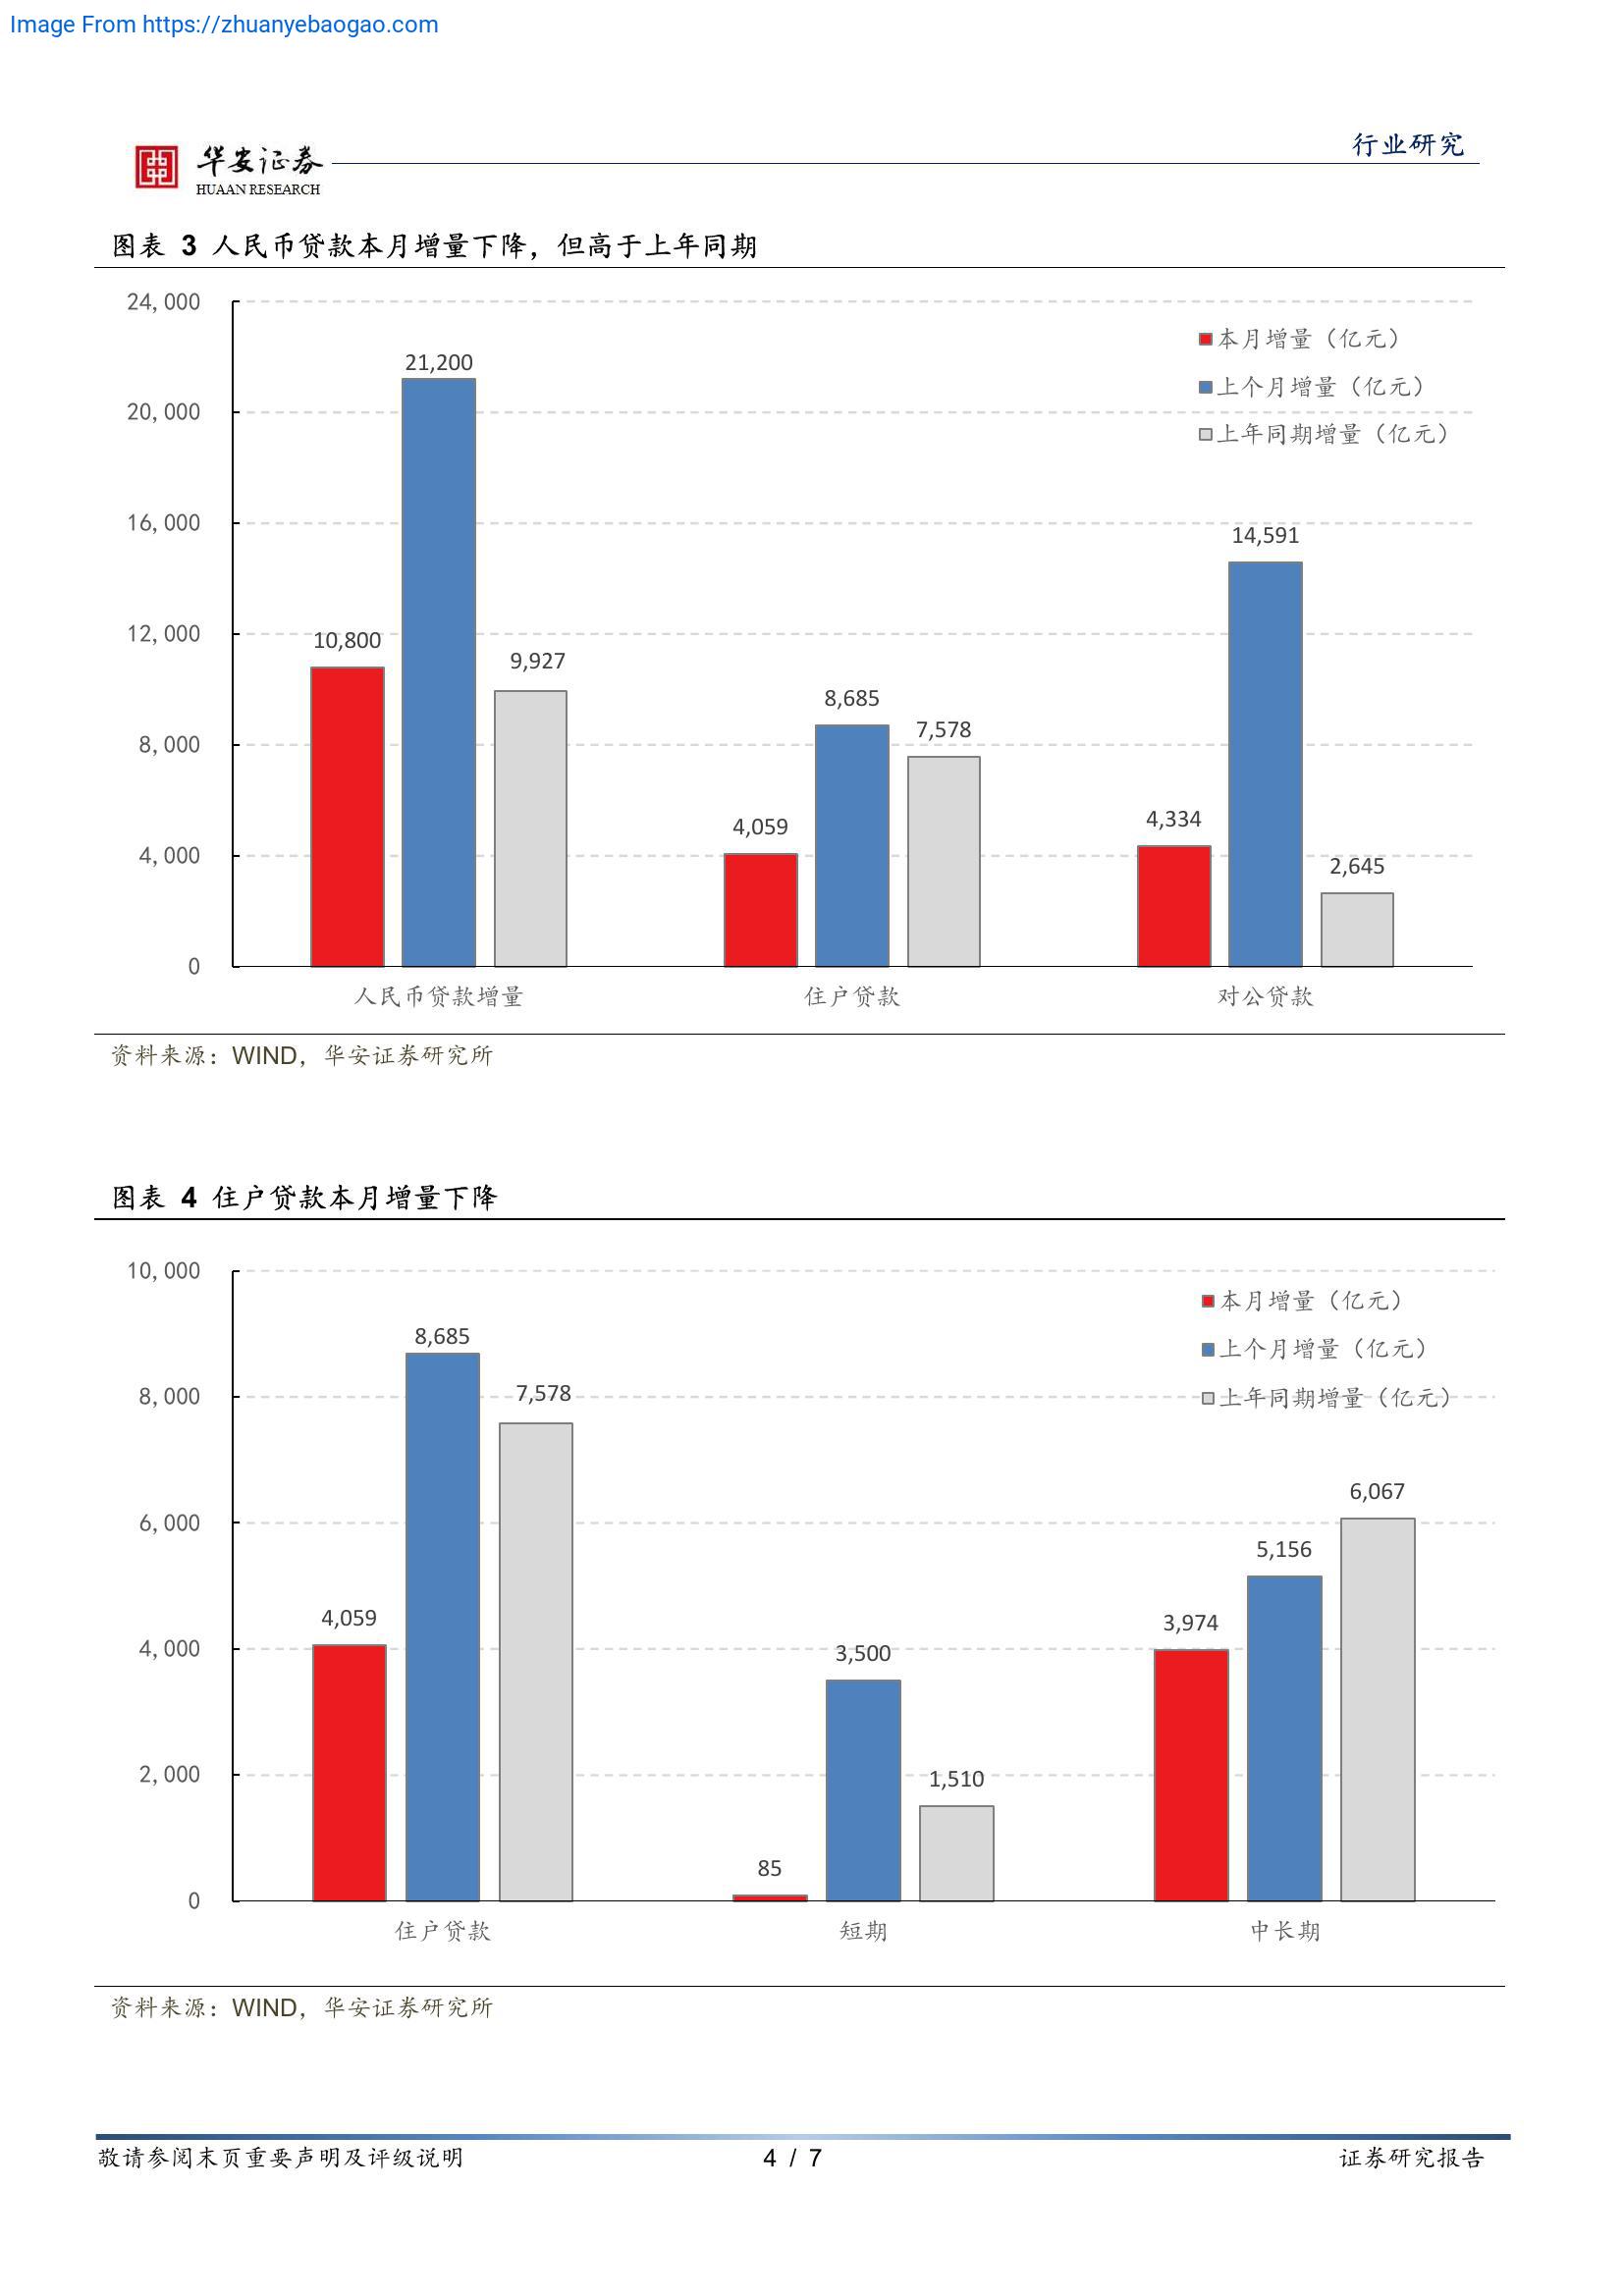 Image From https://zhuanyebaogao.com
华安证券
HUAAN RESEARCH
行业研究
图表 3 人民币贷款本月增量下降，但高于上年同期
24,000
20,000
16,000
12,000
8,000
4,000
0
本月增量（亿元）
上个月增量（亿元）
上年同期增量（亿元）
10,800
21,200
9,927
4,059
8,685
7,578
4,334
14,591
2,645
人民币贷款增量
住户贷款
对公贷款
资料来源：WIND，华安证券研究所
图表 4 住户贷款本月增量下降
10,000
8,000
6,000
4,000
2,000
0
本月增量（亿元）
上个月增量（亿元）
上年同期增量（亿元）
4,059
8,685
7,578
85
3,500
1,510
3,974
5,156
6,067
住户贷款
短期
中长期
资料来源：WIND，华安证券研究所
敬请参阅末页重要声明及评级说明
4 / 7
证券研究报告